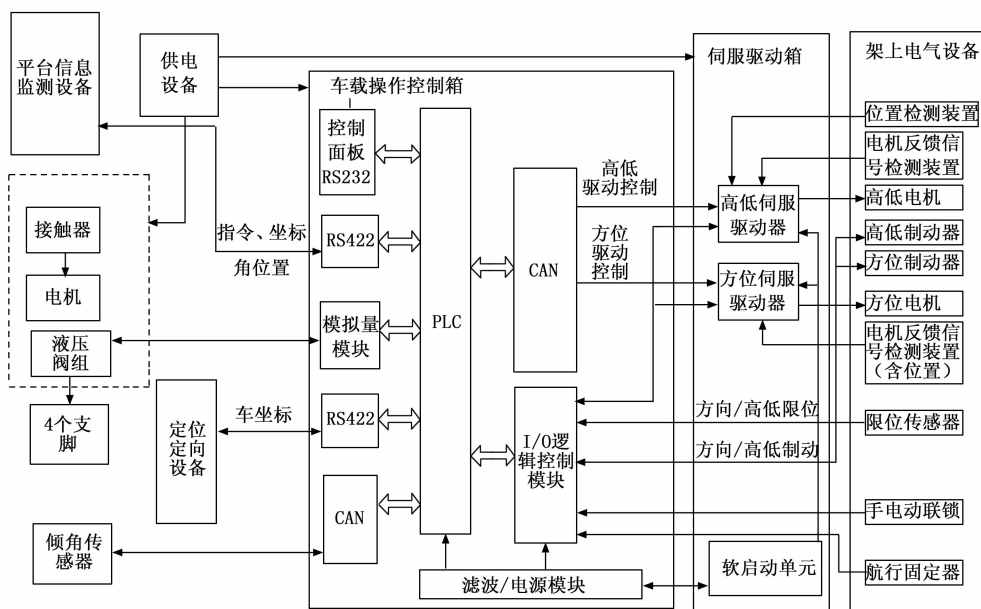 平台信息
监测设备
供电
设备
伺服驱动箱
架上电气设备
车载操作控制箱
控制
面板
RS232
位置检测装置
电机反馈信
号检测装置
高低
驱动控制
高低伺服
驱动器
高低电机
接触器
指令、坐标
角位置
RS422
PLC
CAN
方位
驱动
控制
高低制动器
方位制动器
方位伺服
驱动器
电机
方位电机
模拟量
模块
液压
阀组
电机反馈信
号检测装置
(含位置)
4个支脚
定位
定向
设备
车坐标
RS422
I/O逻
辑控制
模块
方向/高低限位
限位传感器
方向/高低制动
CAN
手电动联锁
倾角传
感器
滤波/电源模块
软启动单元
航行固定器